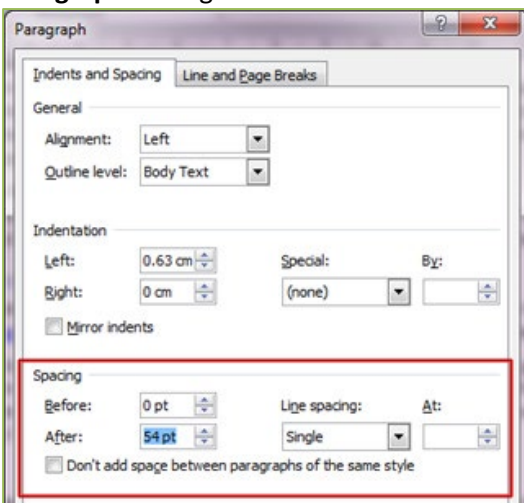 Paragraph
Indents and Spacing Line and Page Breaks
General
Alignment: Left
Outline level: Body Text
Indentation
Left: 0.63 cm Special: By:
Right: 0 cm (none)
Mirror indents
Spacing
Before: 0 pt Line spacing: At:
After: 54 pt Single
Don't add space between paragraphs of the same style